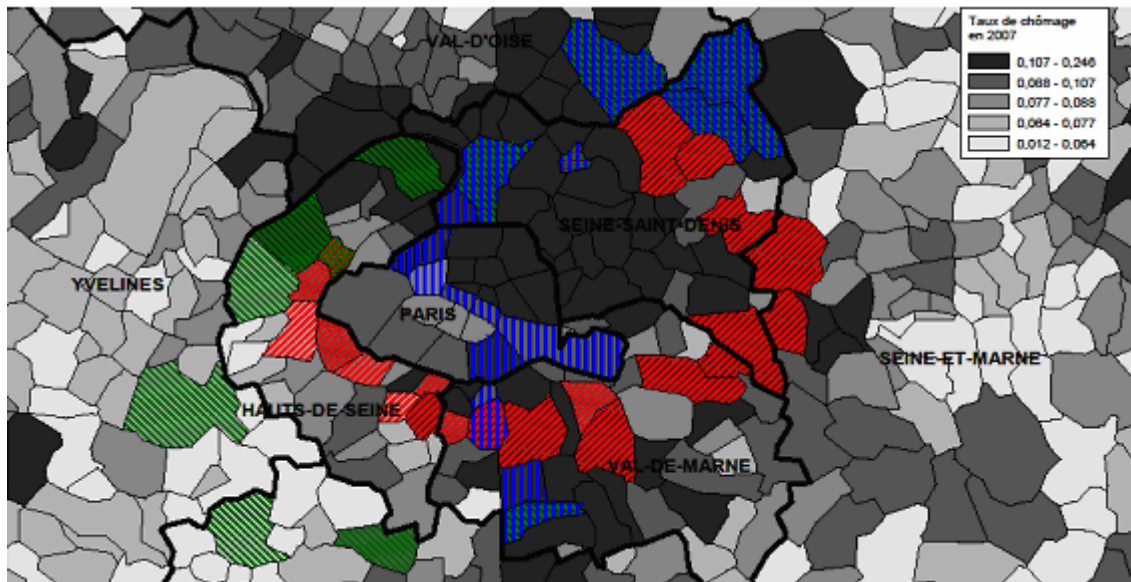 Taux de chômage
en 2007
0,107 - 0,246
0,088 - 0,107
0,077 - 0,088
0,064 - 0,077
0,012 - 0,064
VAL-D'OISE
SEINE-SAINT-DENIS
YVELINES
PARIS
SEINE-ET-MARNE
HAUTS-DE-SEINE
VAL-DE-MARNE